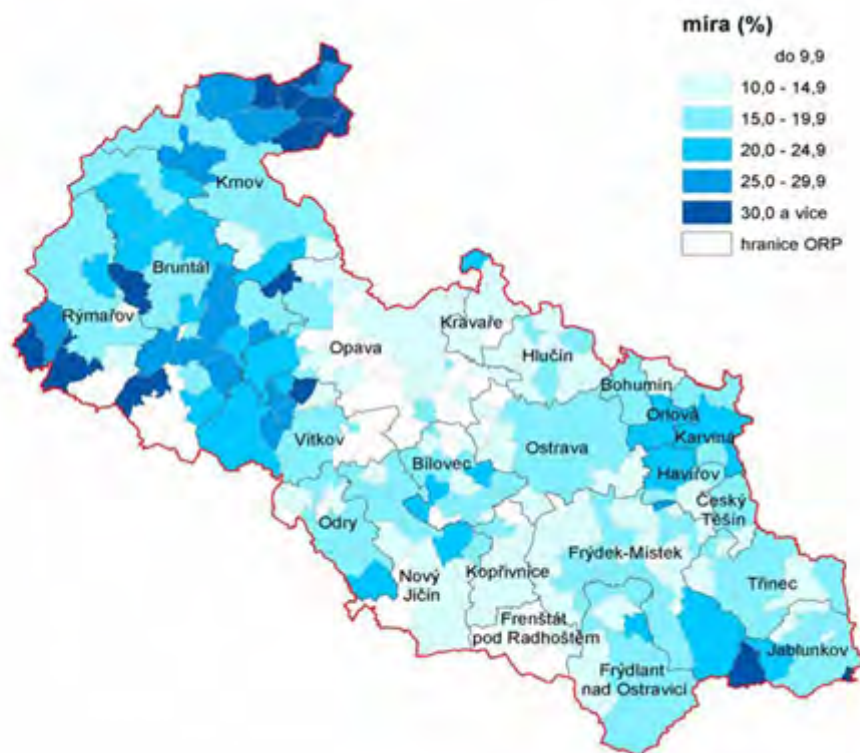 míra (%)
do 9,9
10,0 - 14,9
15,0 - 19,9
20,0 - 24,9
25,0 - 29,9
30,0 a více
hranice ORP
Krnov
Bruntál
Rýmařov
Opava
Kravaře
Hlučín
Bohumín
Orlová
Karviná
Vítkov
Bílovec
Ostrava
Havířov
Český
Těšín
Odry
Nový
Jičín
Kopřivnice
Frýdek-Místek
Třinec
Frenštát
pod Radhoštěm
Jablunkov
Frýdlant
nad Ostravicí